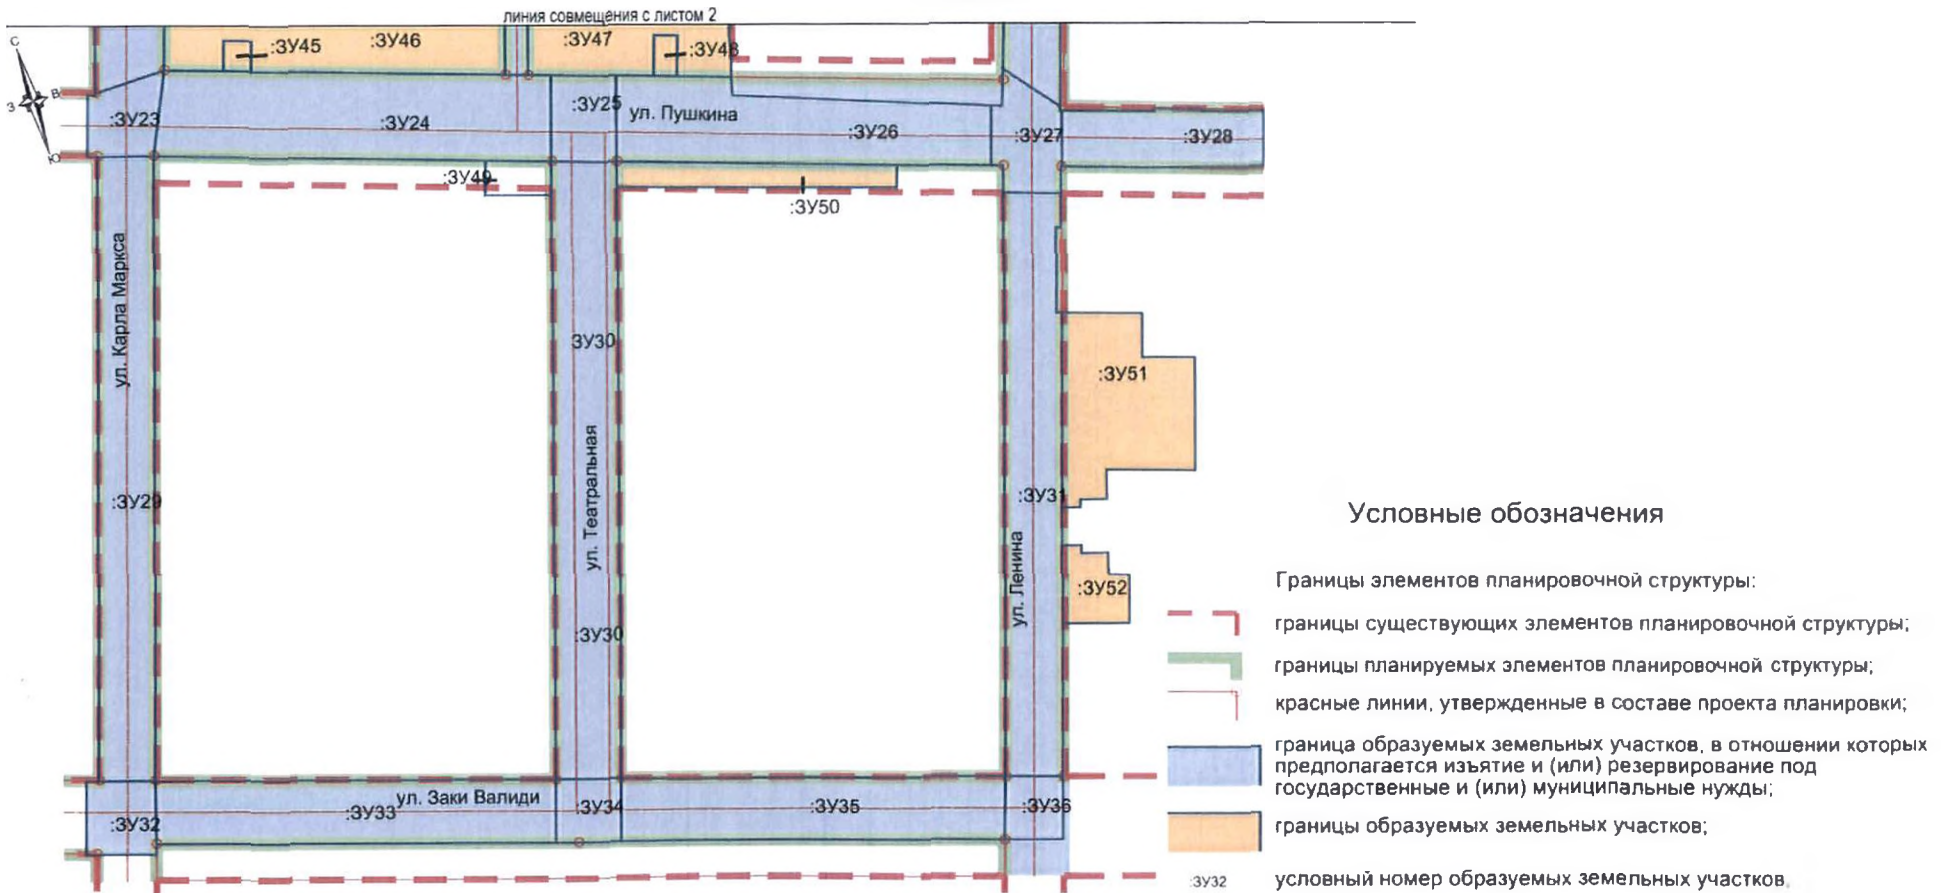 линия совмещения с листом 2
С
В
З
Ю
:ЗУ45
:ЗУ46
:ЗУ47
:ЗУ48
:ЗУ23
:ЗУ24
:ЗУ25
ул. Пушкина
:ЗУ26
:ЗУ27
:ЗУ28
:ЗУ49
:ЗУ50
ул. Карла Маркса
ЗУ30
:ЗУ51
:ЗУ29
ул. Театральная
:ЗУ31
ул. Ленина
:ЗУ52
:ЗУ30
:ЗУ32
:ЗУ33
ул. Заки Валиди
:ЗУ34
:ЗУ35
:ЗУ36
Условные обозначения
Границы элементов планировочной структуры:
границы существующих элементов планировочной структуры;
границы планируемых элементов планировочной структуры;
красные линии, утвержденные в составе проекта планировки;
граница образуемых земельных участков, в отношении которых
предполагается изъятие и (или) резервирование под
государственные и (или) муниципальные нужды;
границы образуемых земельных участков;
:ЗУ32
условный номер образуемых земельных участков.